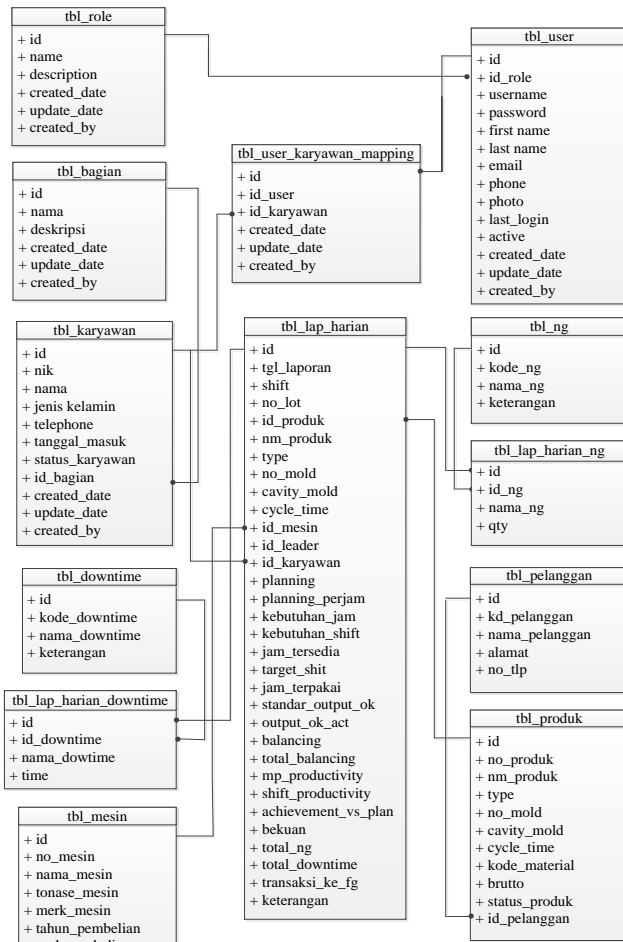 tbl_role
+ id
+ name
+ description
+ created_date
+ update_date
+ created_by
tbl_user
+ id
+ id_role
+ username
+ password
+ first name
+ last name
+ email
+ phone
+ photo
+ last_login
+ active
+ created_date
+ update_date
+ created_by
tbl_user_karyawan_mapping
+ id
+ id_user
+ id_karyawan
+ created_date
+ update_date
+ created_by
tbl_bagian
+ id
+ nama
+ deskripsi
+ created_date
+ update_date
+ created_by
tbl_karyawan
+ id
+ nik
+ nama
+ jenis kelamin
+ telephone
+ tanggal_masuk
+ status_karyawan
+ id_bagian
+ created_date
+ update_date
+ created_by
tbl_lap_harian
+ id
+ tgl_laporan
+ shift
+ no_lot
+ id_produk
+ nm_produk
+ type
+ no_mold
+ cavity_mold
+ cycle_time
+ id_mesin
+ id_leader
+ id_karyawan
+ planning
+ planning_perjam
+ kebutuhan_jam
+ kebutuhan_shift
+ jam_tersedia
+ target_shit
+ jam_terpakai
+ standar_output_ok
+ output_ok_act
+ balancing
+ total_balancing
+ mp_productivity
+ shift_productivity
+ achievement_vs_plan
+ bekuan
+ total_ng
+ total_downtime
+ transaksi_ke_fg
+ keterangan
tbl_ng
+ id
+ kode_ng
+ nama_ng
+ keterangan
tbl_lap_harian_ng
+ id
+ id_ng
+ nama_ng
+ qty
tbl_downtime
+ id
+ kode_downtime
+ nama_downtime
+ keterangan
tbl_pelanggan
+ id
+ kd_pelanggan
+ nama_pelanggan
+ alamat
+ no_tlp
tbl_lap_harian_downtime
+ id
+ id_downtime
+ nama_dowtime
+ time
tbl_produk
+ id
+ no_produk
+ nm_produk
+ type
+ no_mold
+ cavity_mold
+ cycle_time
+ kode_material
+ brutto
+ status_produk
+ id_pelanggan
tbl_mesin
+ id
+ no_mesin
+ nama_mesin
+ tonase_mesin
+ merk_mesin
+ tahun_pembelian